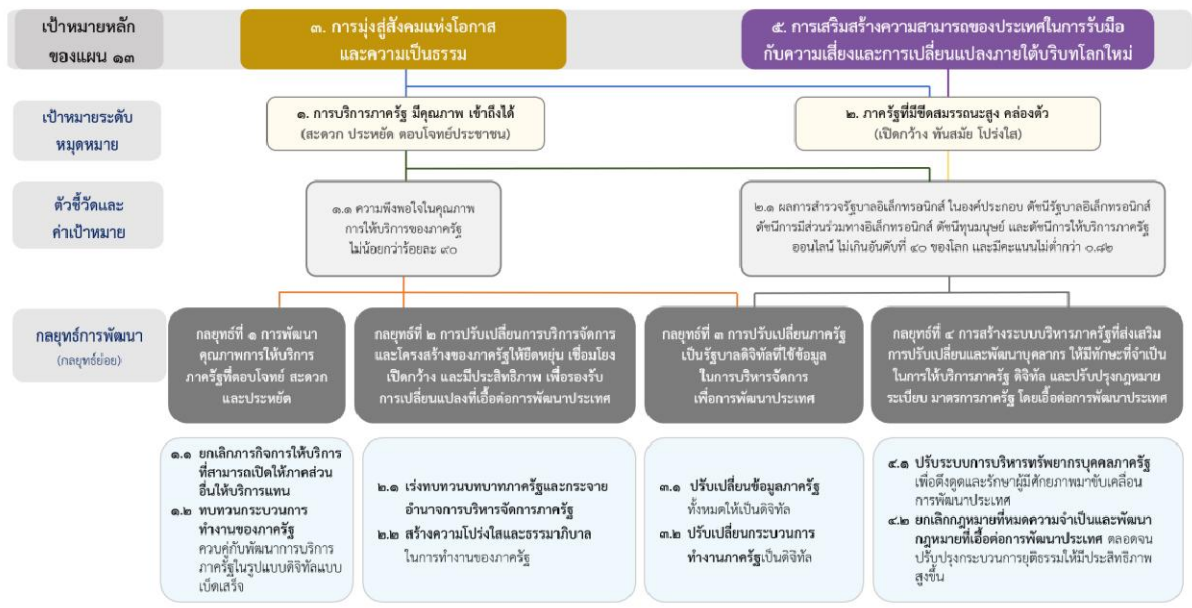 เป้าหมายหลัก
ของแผน ๑๓
๓. การมุ่งสู่สังคมแห่งโอกาส
และความเป็นธรรม
๕. การเสริมสร้างความสามารถของประเทศในการรับมือ
กับความเสี่ยงและการเปลี่ยนแปลงภายใต้บริบทโลกใหม่
เป้าหมายระดับ
หมุดหมาย
๑. การบริการภาครัฐ มีคุณภาพ เข้าถึงได้
(สะดวก ประหยัด ตอบโจทย์ประชาชน)
๒. ภาครัฐที่มีขีดสมรรถนะสูง คล่องตัว
(เปิดกว้าง ทันสมัย โปร่งใส)
ตัวชี้วัดและ
ค่าเป้าหมาย
๑.๑ ความพึงพอใจในคุณภาพ
การให้บริการของภาครัฐ
ไม่น้อยกว่าร้อยละ ๙๐
๒.๑ ผลการสำรวจรัฐบาลอิเล็กทรอนิกส์ ในองค์ประกอบ ดัชนีรัฐบาลอิเล็กทรอนิกส์
ดัชนีการมีส่วนร่วมทางอิเล็กทรอนิกส์ ดัชนีทุนมนุษย์ และดัชนีการให้บริการภาครัฐ
ออนไลน์ ไม่เกินอันดับที่ ๔๐ ของโลก และมีคะแนนไม่ต่ำกว่า ๐.๘๒
กลยุทธ์การพัฒนา
(กลยุทธ์ย่อย)
กลยุทธ์ที่ ๑ การพัฒนา
คุณภาพการให้บริการ
ภาครัฐที่ตอบโจทย์ สะดวก
และประหยัด
กลยุทธ์ที่ ๒ การปรับเปลี่ยนการบริการจัดการ
และโครงสร้างของภาครัฐให้ยืดหยุ่น เชื่อมโยง
เปิดกว้าง และมีประสิทธิภาพ เพื่อรองรับ
การเปลี่ยนแปลงที่เอื้อต่อการพัฒนาประเทศ
กลยุทธ์ที่ ๓ การปรับเปลี่ยนภาครัฐ
เป็นรัฐบาลดิจิทัลที่ใช้ข้อมูล
ในการบริหารจัดการ
เพื่อการพัฒนาประเทศ
กลยุทธ์ที่ ๔ การสร้างระบบบริหารภาครัฐที่ส่งเสริม
การปรับเปลี่ยนและพัฒนาบุคลากร ให้มีทักษะที่จำเป็น
ในการให้บริการภาครัฐ ดิจิทัล และปรับปรุงกฎหมาย
ระเบียบ มาตรการภาครัฐ โดยเอื้อต่อการพัฒนาประเทศ
๑.๑ ยกเลิกภารกิจการให้บริการ
ที่สามารถเปิดให้ภาคส่วน
อื่นให้บริการแทน
๑.๒ ทบทวนกระบวนการ
ทำงานของภาครัฐ
ควบคู่กับพัฒนาการบริการ
ภาครัฐในรูปแบบดิจิทัลแบบ
เบ็ดเสร็จ
๒.๑ เร่งทบทวนบทบาทภาครัฐและกระจาย
อำนาจการบริหารจัดการภาครัฐ
๒.๒ สร้างความโปร่งใสและธรรมาภิบาล
ในการทำงานของภาครัฐ
๓.๑ ปรับเปลี่ยนข้อมูลภาครัฐ
ทั้งหมดให้เป็นดิจิทัล
๓.๒ ปรับเปลี่ยนกระบวนการ
ทำงานภาครัฐเป็นดิจิทัล
๔.๑ ปรับระบบการบริหารทรัพยากรบุคคลภาครัฐ
เพื่อดึงดูดและรักษาผู้มีศักยภาพมาขับเคลื่อน
การพัฒนาประเทศ
๔.๒ ยกเลิกกฎหมายที่หมดความจำเป็นและพัฒนา
กฎหมายที่เอื้อต่อการพัฒนาประเทศ ตลอดจน
ปรับปรุงกระบวนการยุติธรรมให้มีประสิทธิภาพ
สูงขึ้น